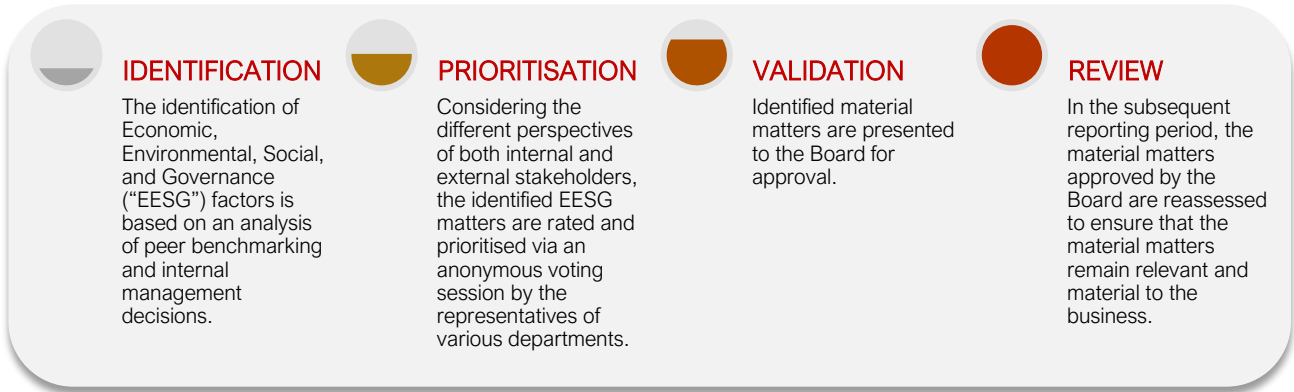 IDENTIFICATION
The identification of
Economic,
Environmental, Social,
and Governance
(“EESG”) factors is
based on an analysis
of peer benchmarking
and internal
management
decisions.
PRIORITISATION
Considering the
different perspectives
of both internal and
external stakeholders,
the identified EESG
matters are rated and
prioritised via an
anonymous voting
session by the
representatives of
various departments.
VALIDATION
Identified material
matters are presented
to the Board for
approval.
REVIEW
In the subsequent
reporting period, the
material matters
approved by the
Board are reassessed
to ensure that the
material matters
remain relevant and
material to the
business.